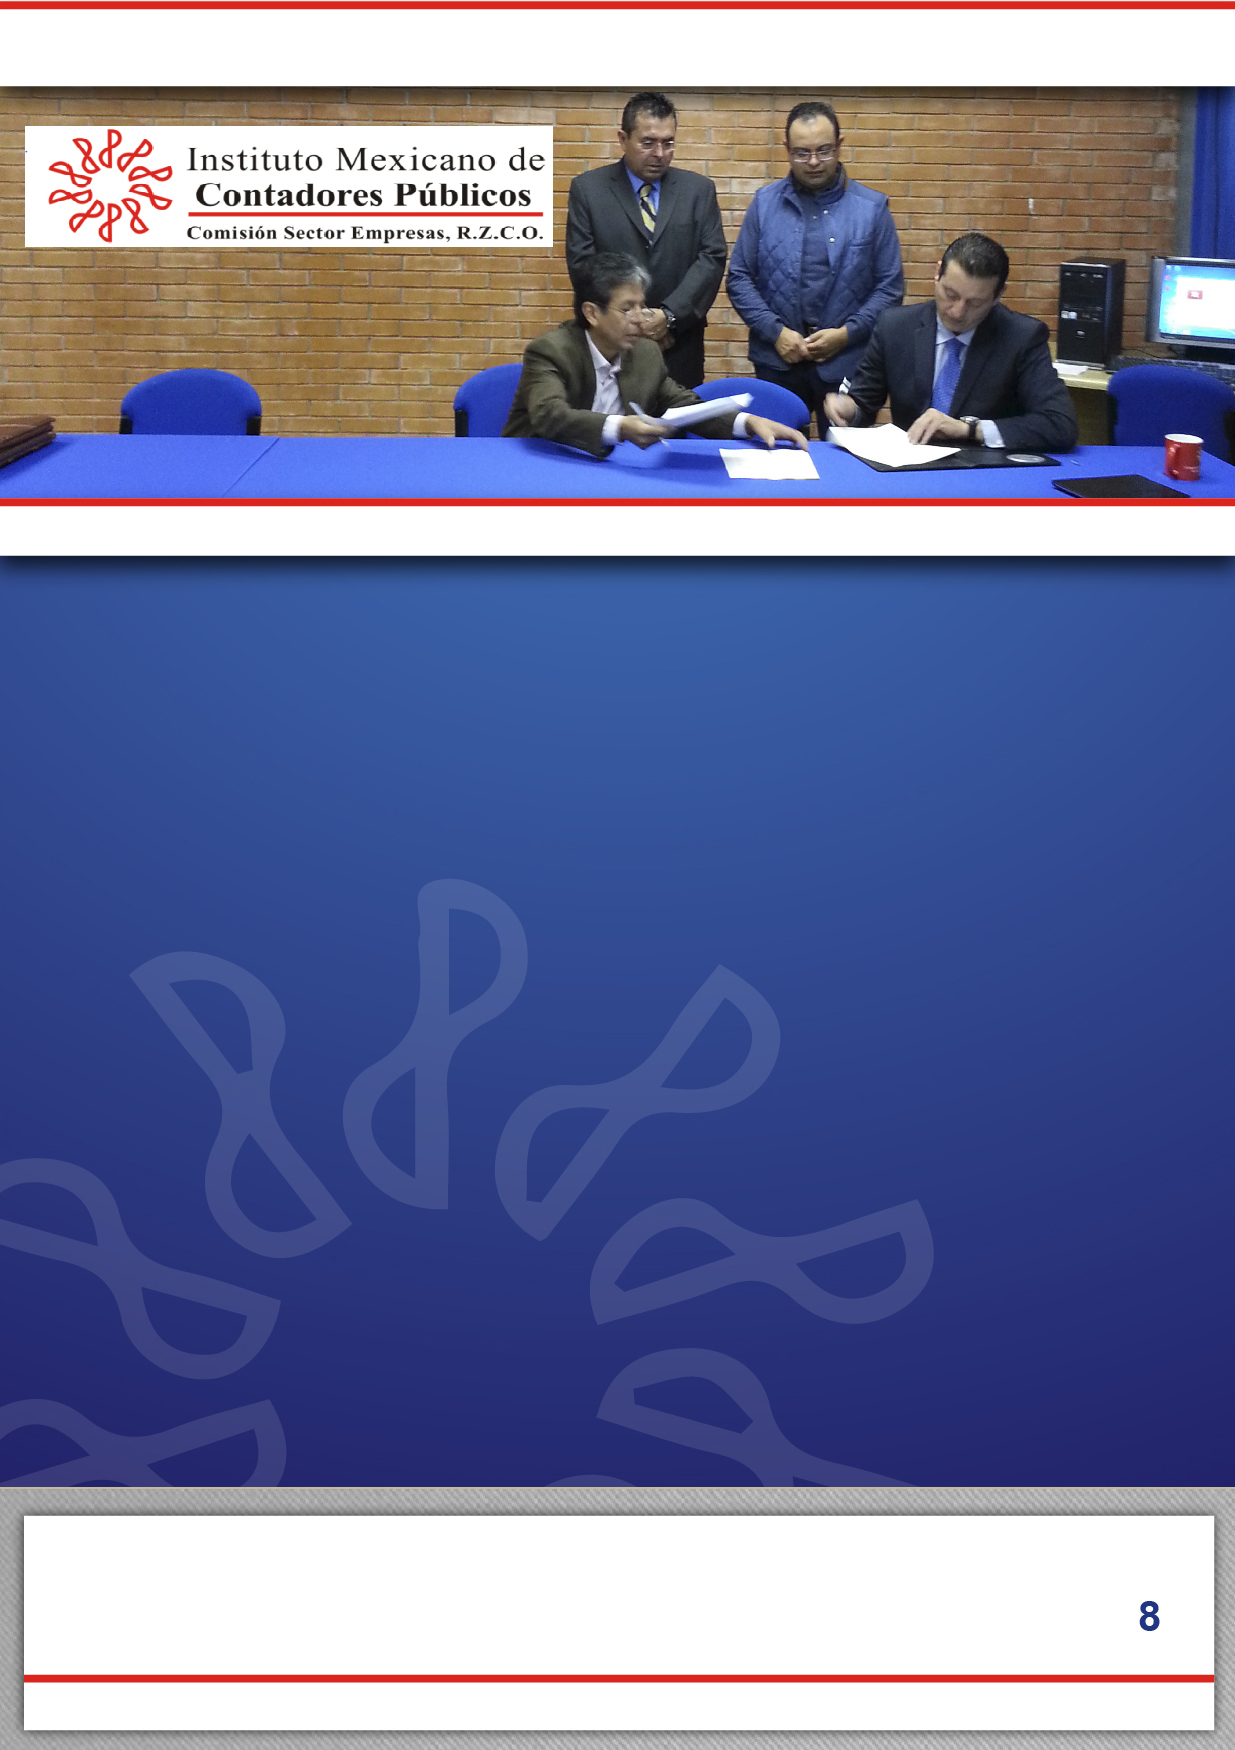 Instituto Mexicano de
Contadores Públicos
Comisión Sector Empresas, R.Z.C.O.
8